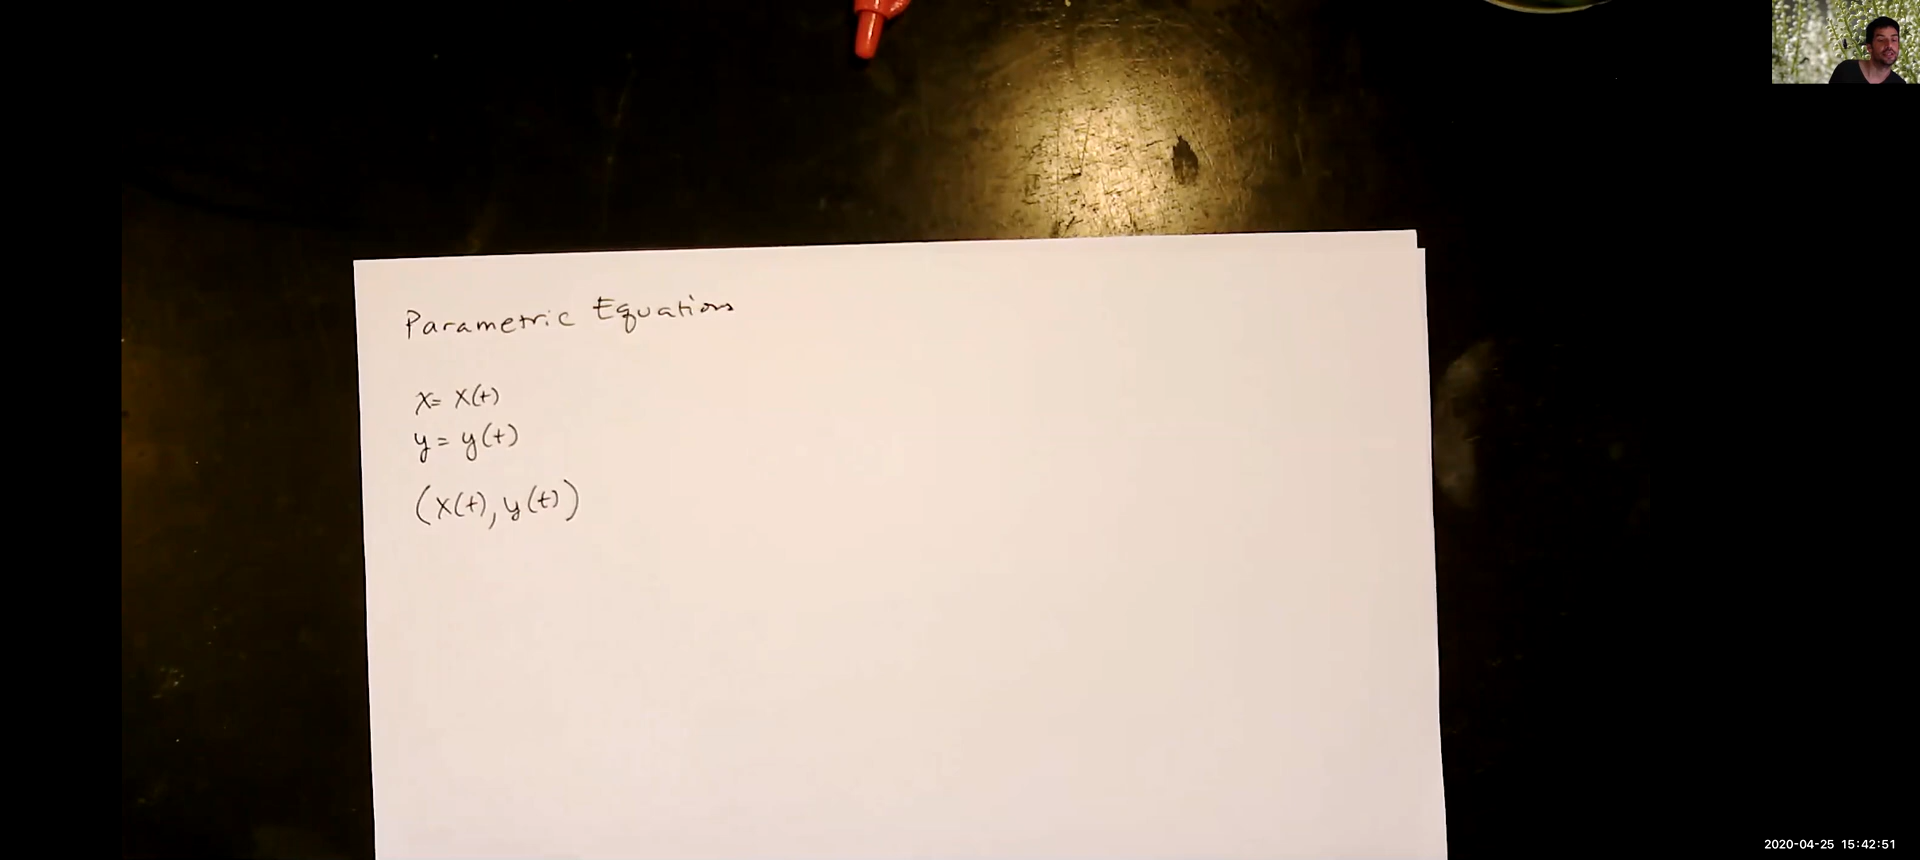 Parametric Equations
x = x(t)
y = y(t)
(x(t), y(t))
2020-04-25 15:42:51